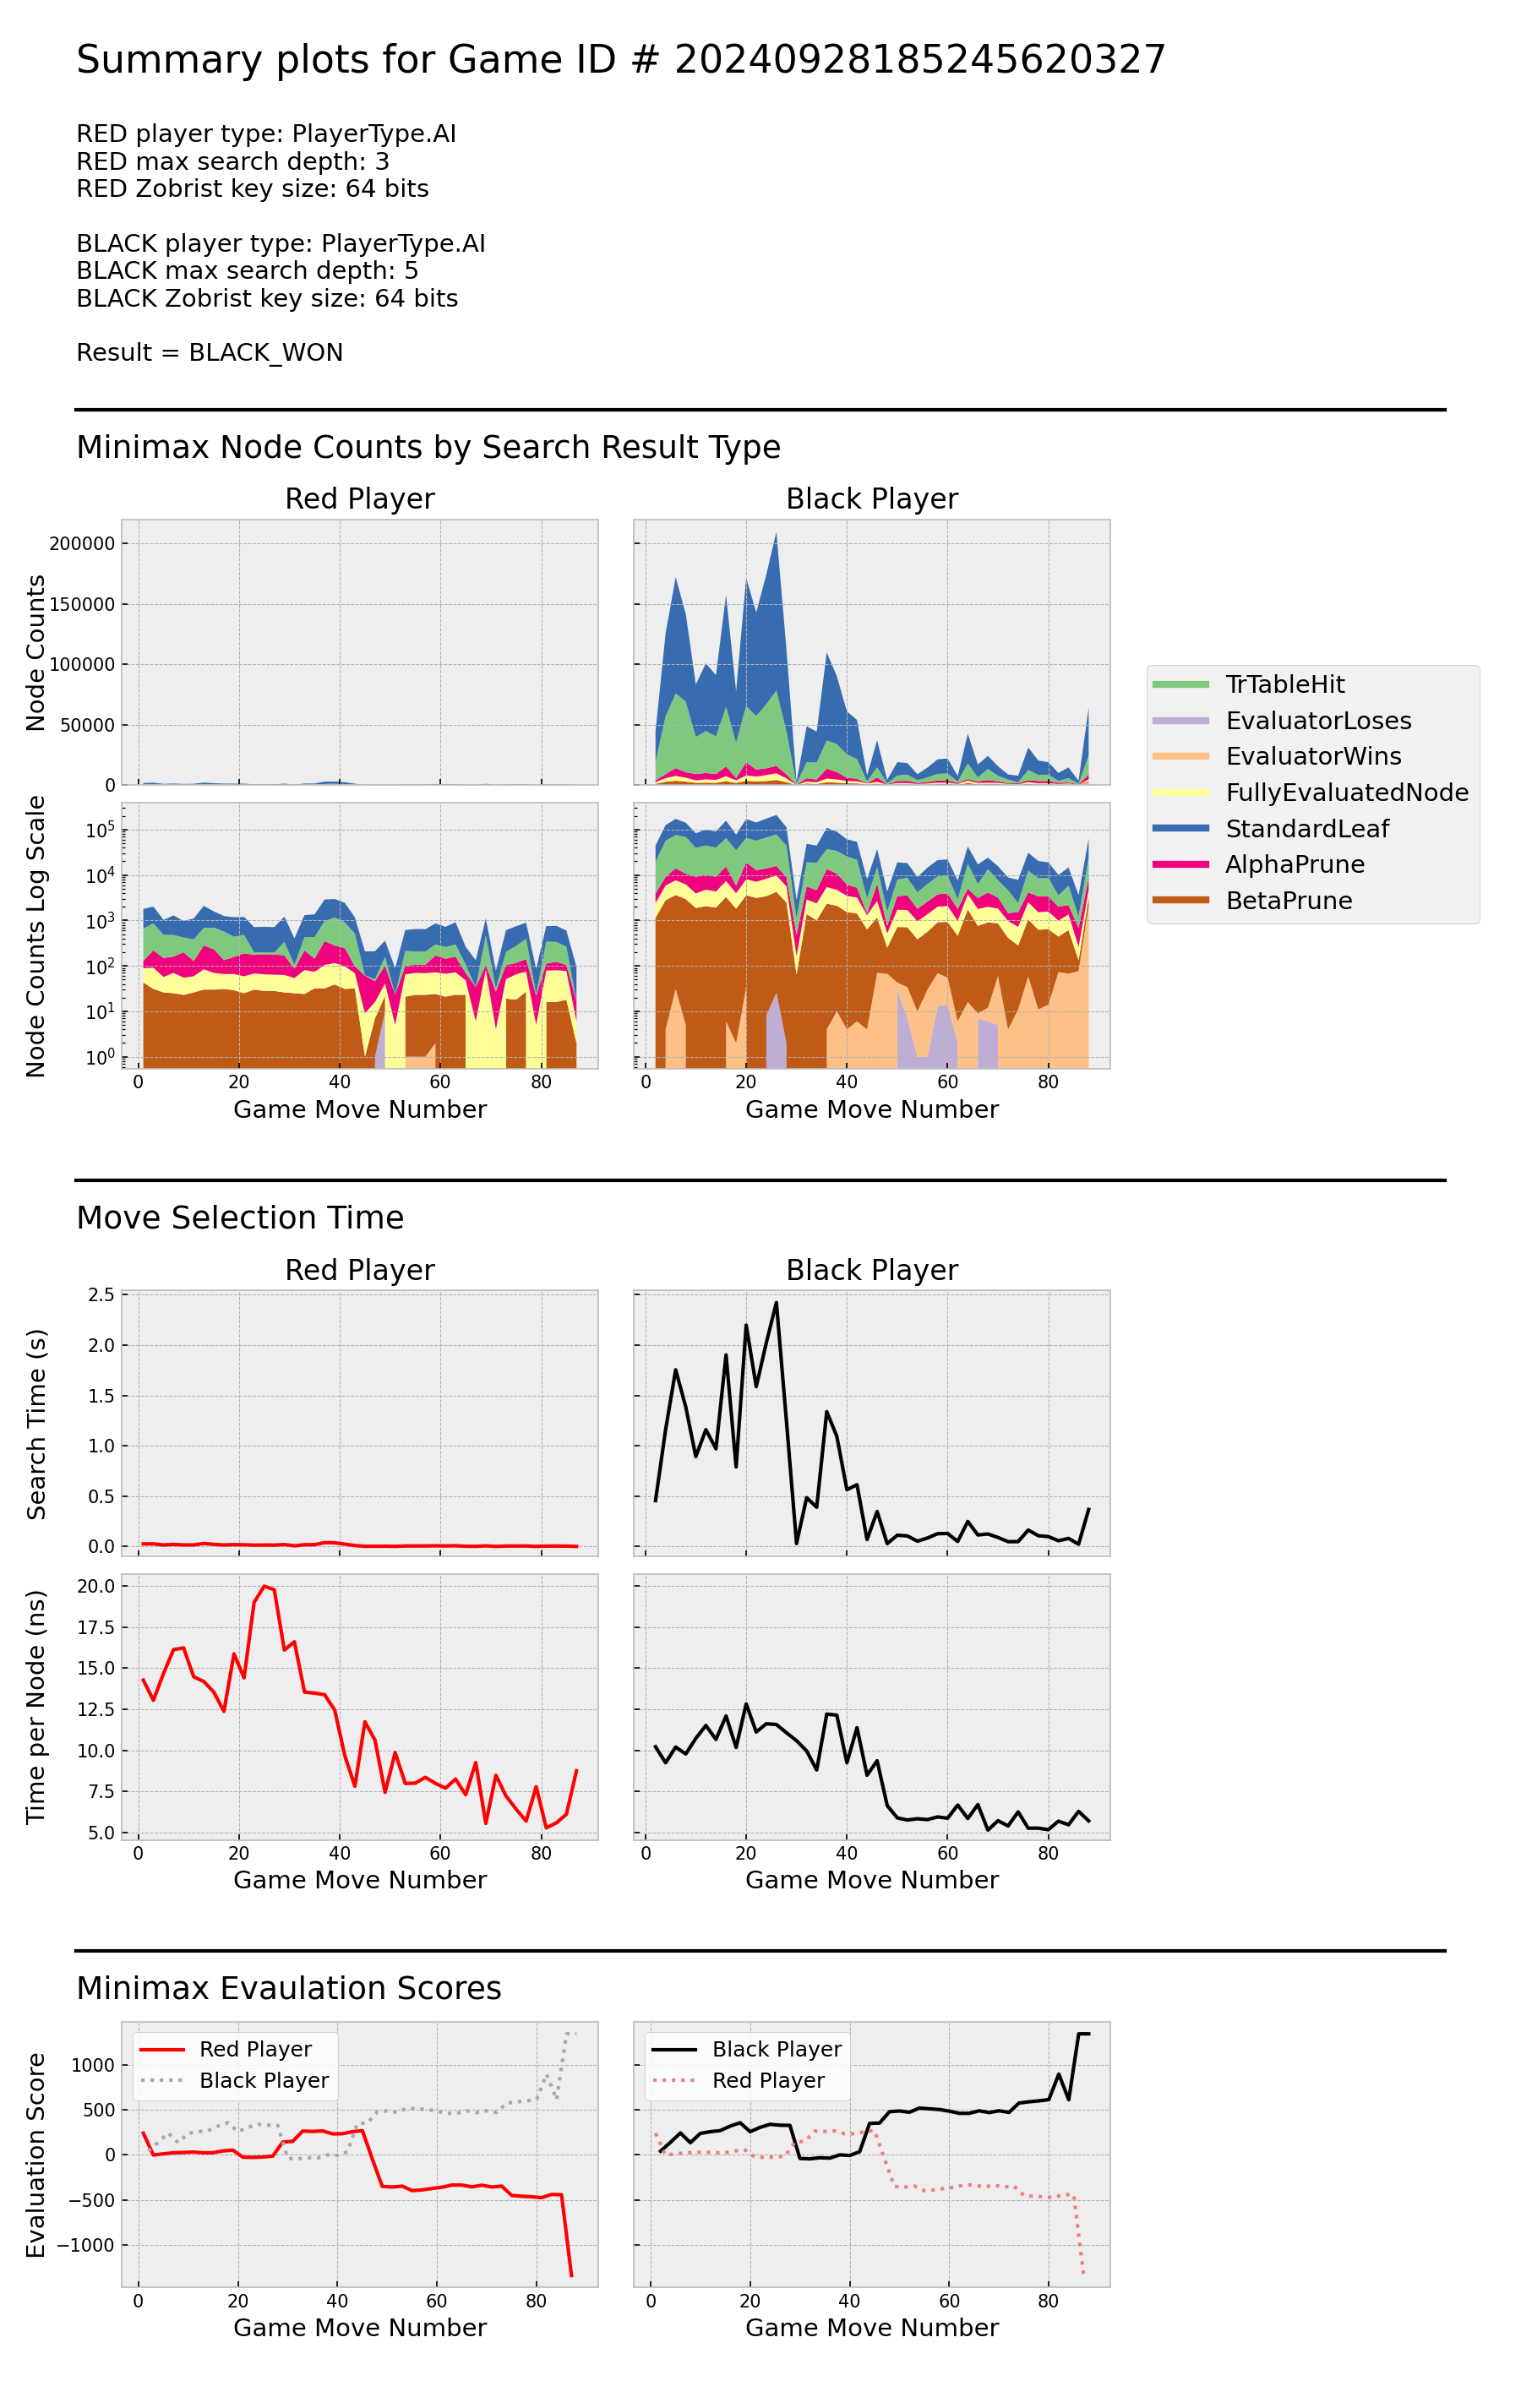 Summary plots for Game ID # 20240928185245620327
RED player type: PlayerType.AI
RED max search depth: 3
RED Zobrist key size: 64 bits
BLACK player type: PlayerType.AI
BLACK max search depth: 5
BLACK Zobrist key size: 64 bits
Result = BLACK_WON
Minimax Node Counts by Search Result Type
Red Player
Black Player
Node Counts
200000
150000
100000
50000
0
TrTableHit
EvaluatorLoses
EvaluatorWins
FullyEvaluatedNode
StandardLeaf
AlphaPrune
BetaPrune
Node Counts Log Scale
10^5
10^4
10^3
10^2
10^1
10^0
0 20 40 60 80
0 20 40 60 80
Game Move Number
Game Move Number
Move Selection Time
Red Player
Black Player
Search Time (s)
2.5
2.0
1.5
1.0
0.5
0.0
Time per Node (ns)
20.0
17.5
15.0
12.5
10.0
7.5
5.0
0 20 40 60 80
0 20 40 60 80
Game Move Number
Game Move Number
Minimax Evaulation Scores
Evaluation Score
1000
500
0
−500
−1000
Red Player
Black Player
Black Player
Red Player
0 20 40 60 80
0 20 40 60 80
Game Move Number
Game Move Number